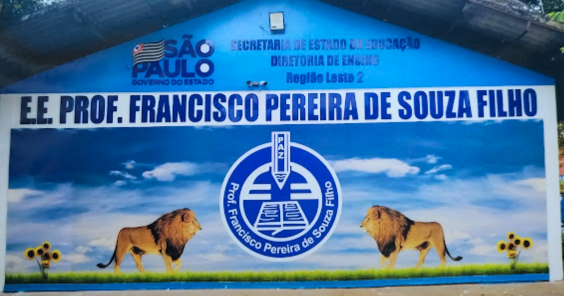 SÃO PAULO
GOVERNO DO ESTADO
SECRETARIA DE ESTADO DA EDUCAÇÃO
DIRETORIA DE ENSINO
Região Leste 2
E.E. PROF. FRANCISCO PEREIRA DE SOUZA FILHO
PAZ
Prof. Francisco Pereira de Souza Filho